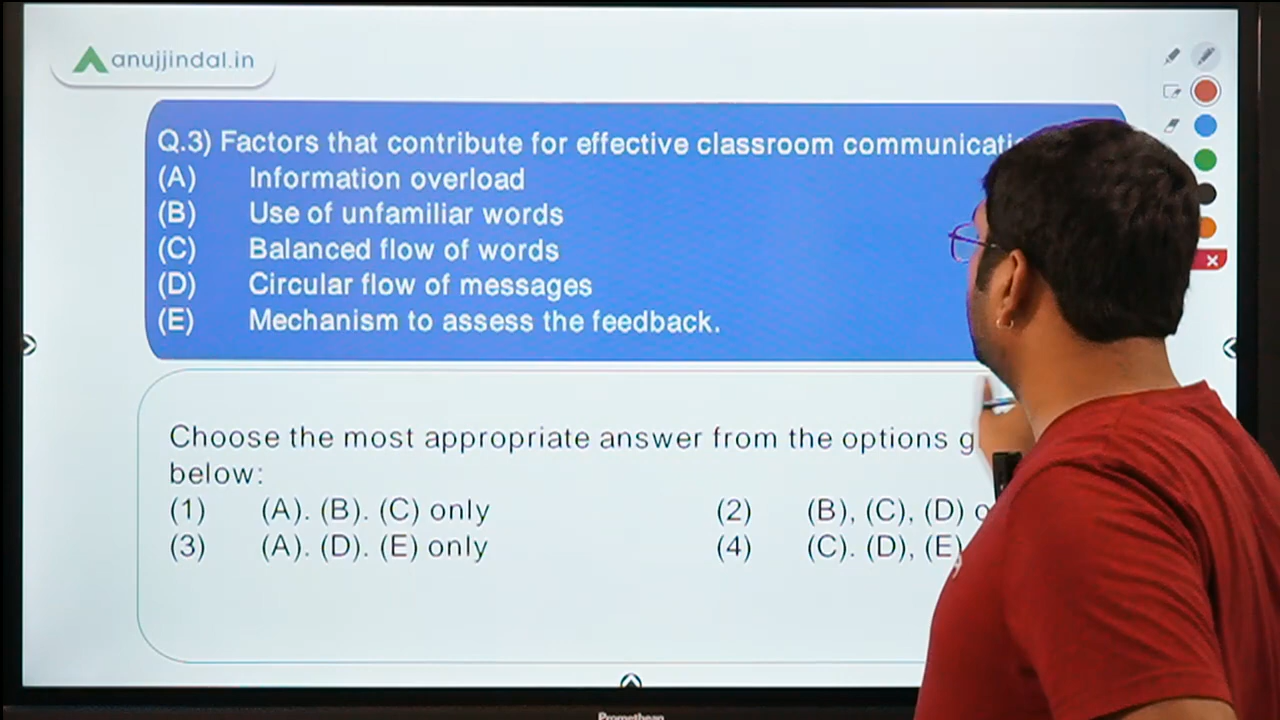 anujjindal.in
Q.3) Factors that contribute for effective classroom
(A) Information overload
(B) Use of unfamiliar words
(C) Balanced flow of words
(D) Circular flow of messages
(E) Mechanism to assess the feedback.
Choose the most appropriate answer from the options
below:
(1) (A). (B). (C) only (2) (B), (C), (D)
(3) (A). (D). (E) only (4) (C). (D), (E)
Promethean